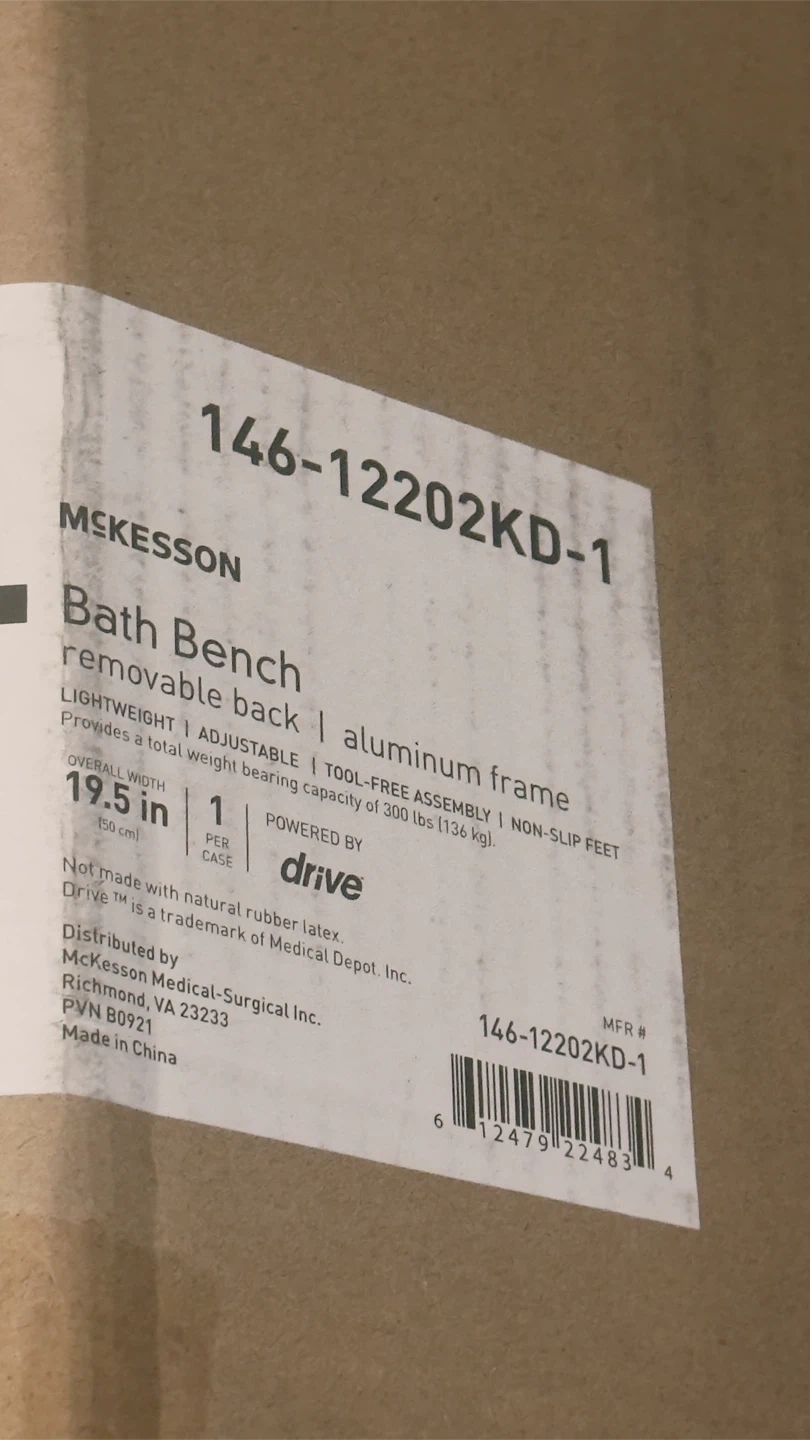 146-12202KD-1
McKESSON
Bath Bench
removable back | aluminum frame
LIGHTWEIGHT | ADJUSTABLE | TOOL-FREE ASSEMBLY | NON-SLIP FEET
Provides a total weight bearing capacity of 300 lbs (136 kg).
OVERALL WIDTH
19.5 in
(50 cm)
1
PER
CASE
POWERED BY
drive
Not made with natural rubber latex.
Drive™ is a trademark of Medical Depot, Inc.
Distributed by
McKesson Medical-Surgical Inc.
Richmond, VA 23233
PVN B0921
Made in China
MFR #
146-12202KD-1
6 12479 22483 4